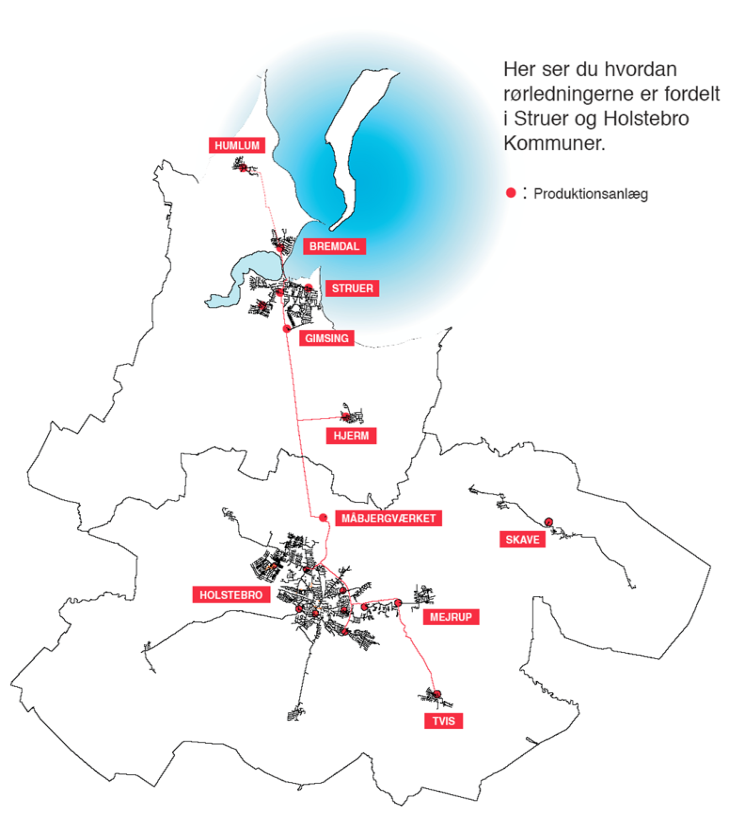 Her ser du hvordan
rørledningerne er fordelt
i Struer og Holstebro
Kommuner.
: Produktionsanlæg
HUMLUM
BREMDAL
STRUER
GIMSING
HJERM
MÅBJERGVÆRKET
SKAVE
HOLSTEBRO
MEJRUP
TVIS